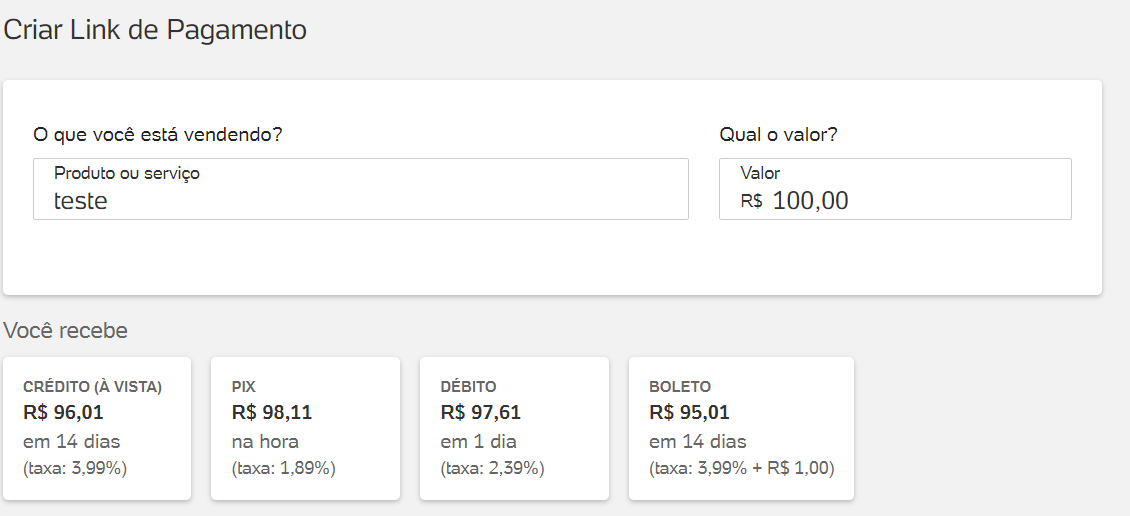 Criar Link de Pagamento
O que você está vendendo?
Produto ou serviço
teste
Qual o valor?
Valor
R$ 100,00
Você recebe
CRÉDITO (À VISTA)
R$ 96,01
em 14 dias
(taxa: 3,99%)
PIX
R$ 98,11
na hora
(taxa: 1,89%)
DÉBITO
R$ 97,61
em 1 dia
(taxa: 2,39%)
BOLETO
R$ 95,01
em 14 dias
(taxa: 3,99% + R$ 1,00)